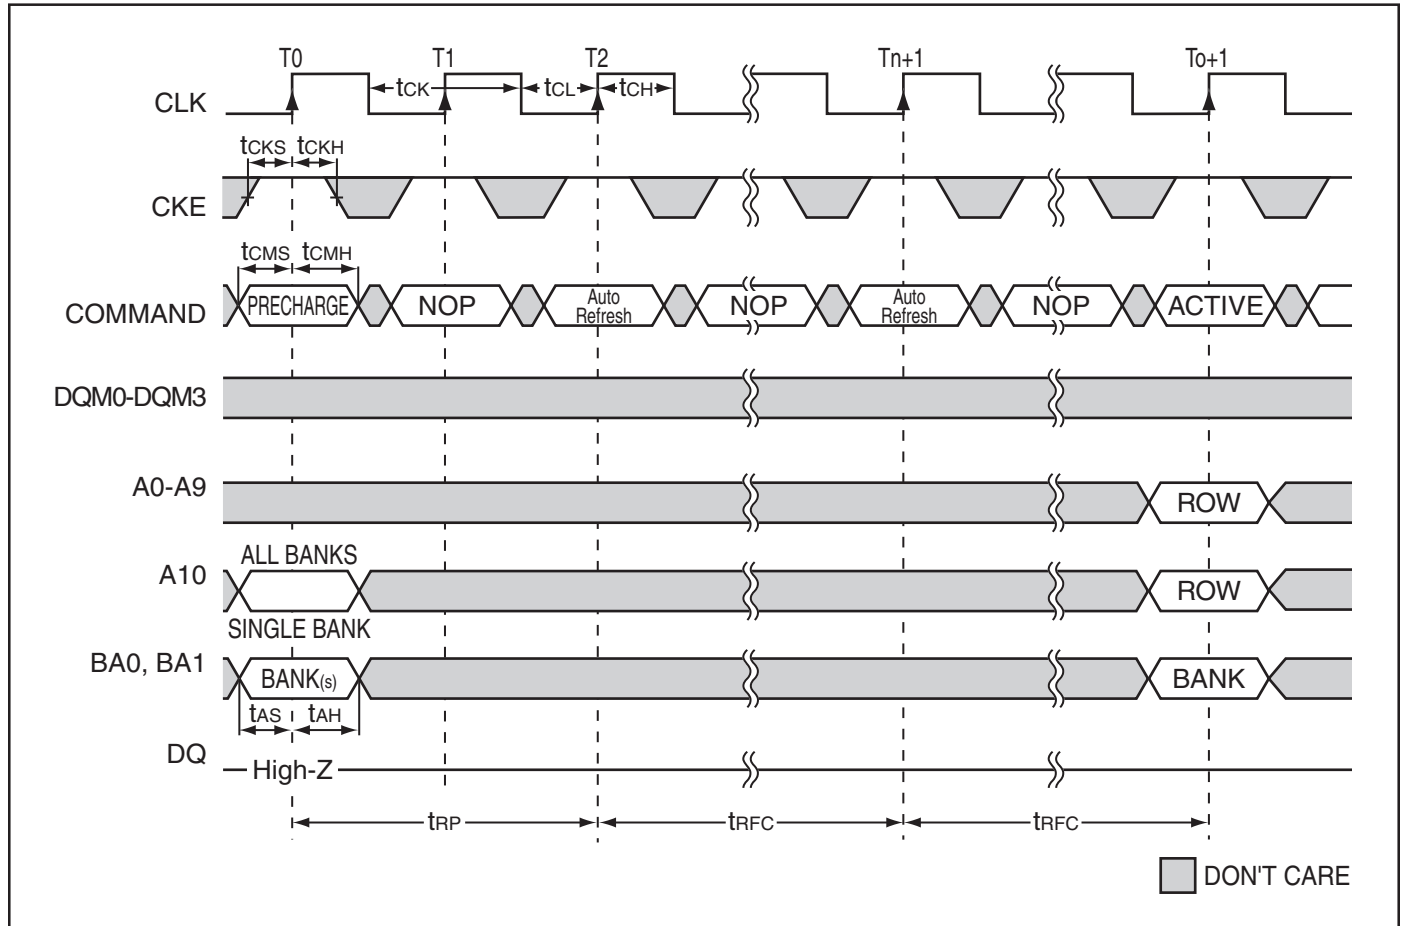 T0 T1 T2 Tn+1 To+1
CLK tCK tCL tCH
tCKS tCKH
CKE
tCMS tCMH
COMMAND PRECHARGE NOP Auto Refresh NOP Auto Refresh NOP ACTIVE
DQM0-DQM3
A0-A9 ROW
ALL BANKS
A10 ROW
SINGLE BANK
BA0, BA1 BANK(s) BANK
tAS tAH
DQ High-Z
tRP tRFC tRFC
DON'T CARE